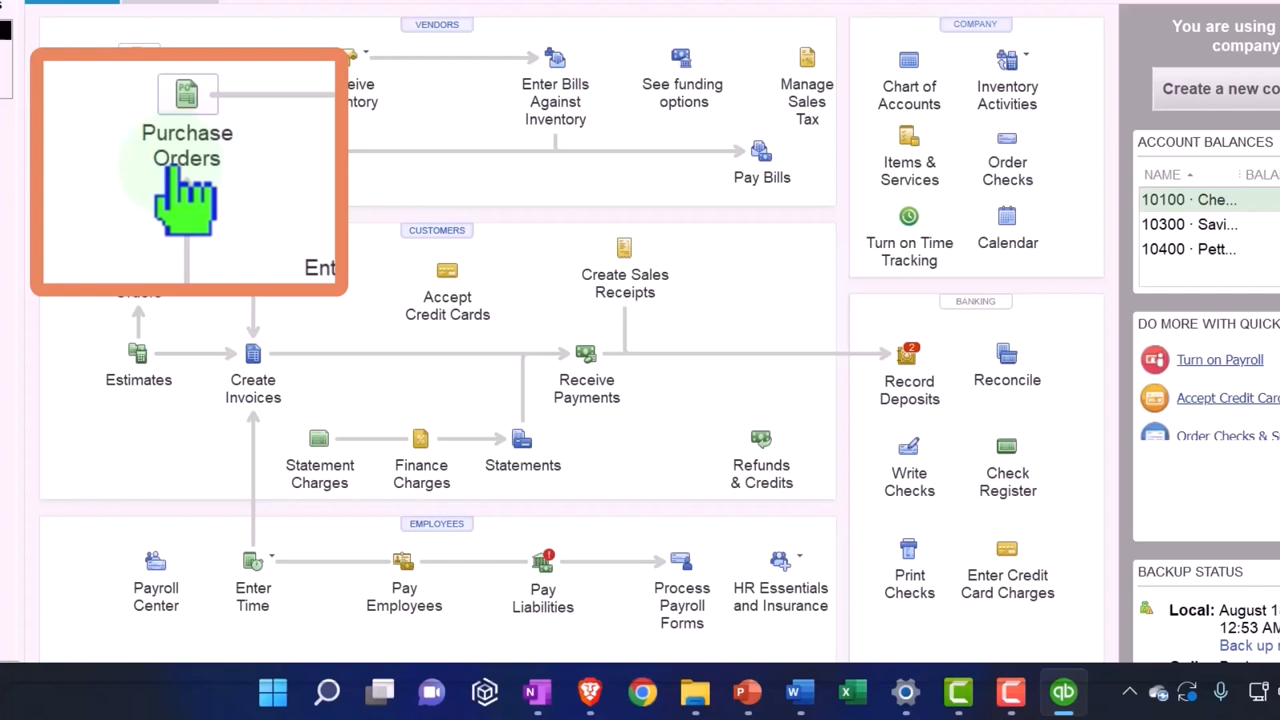 VENDORS
PO
Purchase
Orders
Ent
Enter Bills
Against
Inventory
See funding
options
Manage
Sales
Tax
Pay Bills
CUSTOMERS
Accept
Credit Cards
Create Sales
Receipts
Estimates
Create
Invoices
Receive
Payments
Statement
Charges
Finance
Charges
Statements
Refunds
& Credits
EMPLOYEES
Payroll
Center
Enter
Time
Pay
Employees
Pay
Liabilities
Process
Payroll
Forms
HR Essentials
and Insurance
COMPANY
Chart of
Accounts
Inventory
Activities
Items &
Services
Order
Checks
Turn on Time
Tracking
Calendar
BANKING
2
Record
Deposits
Reconcile
Write
Checks
Check
Register
Print
Checks
Enter Credit
Card Charges
You are using
company
Create a new co
ACCOUNT BALANCES
NAME BALA
10100 · Che...
10300 · Savi...
10400 · Pett...
DO MORE WITH QUICK
Turn on Payroll
Accept Credit Card
Order Checks & S
BACKUP STATUS
Local: August 1
12:53 AM
Back up
qb